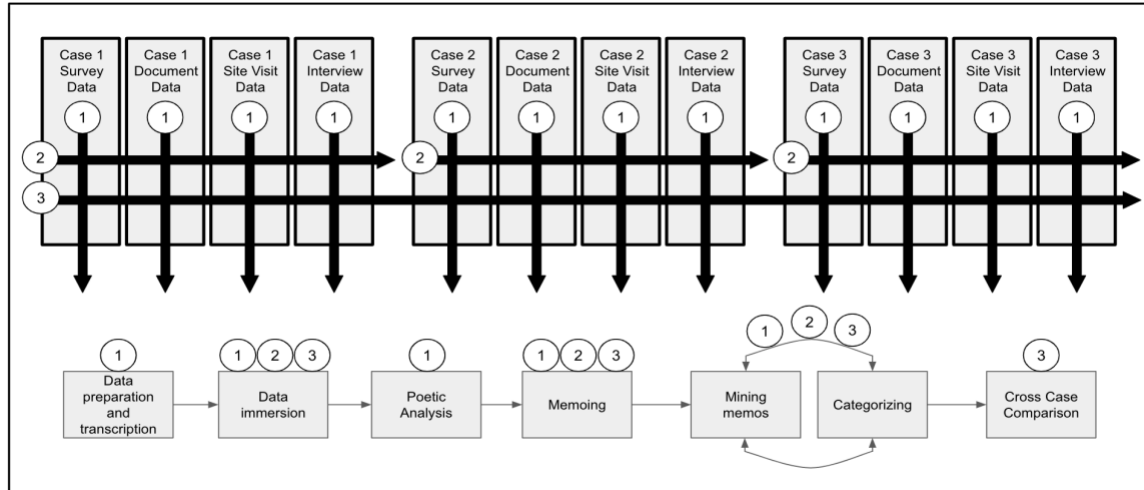 Case 1
Survey
Data
Case 1
Document
Data
Case 1
Site Visit
Data
Case 1
Interview
Data
Case 2
Survey
Data
Case 2
Document
Data
Case 2
Site Visit
Data
Case 2
Interview
Data
Case 3
Survey
Data
Case 3
Document
Data
Case 3
Site Visit
Data
Case 3
Interview
Data
1
1
1
1
1
1
1
1
1
1
1
1
2
2
2
3
1
Data
preparation
and
transcription
1 2 3
Data
immersion
1
Poetic
Analysis
1 2 3
Memoing
1 2 3
Mining
memos
Categorizing
3
Cross Case
Comparison